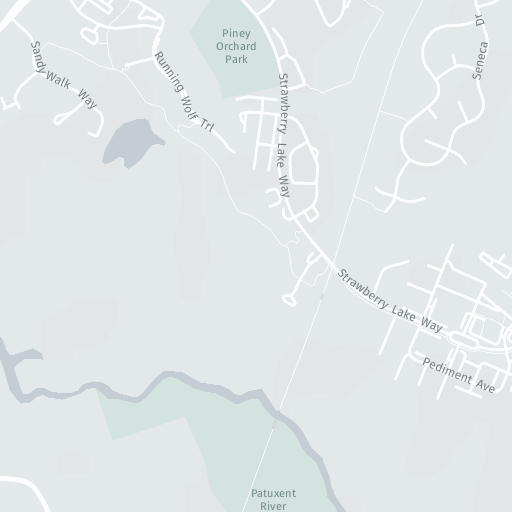 Piney
Orchard
Park
Dr
Seneca
Sandy Walk Way
Running Wolf Trl
Strawberry Lake Way
Strawberry Lake Way
Pediment Ave
Patuxent
River